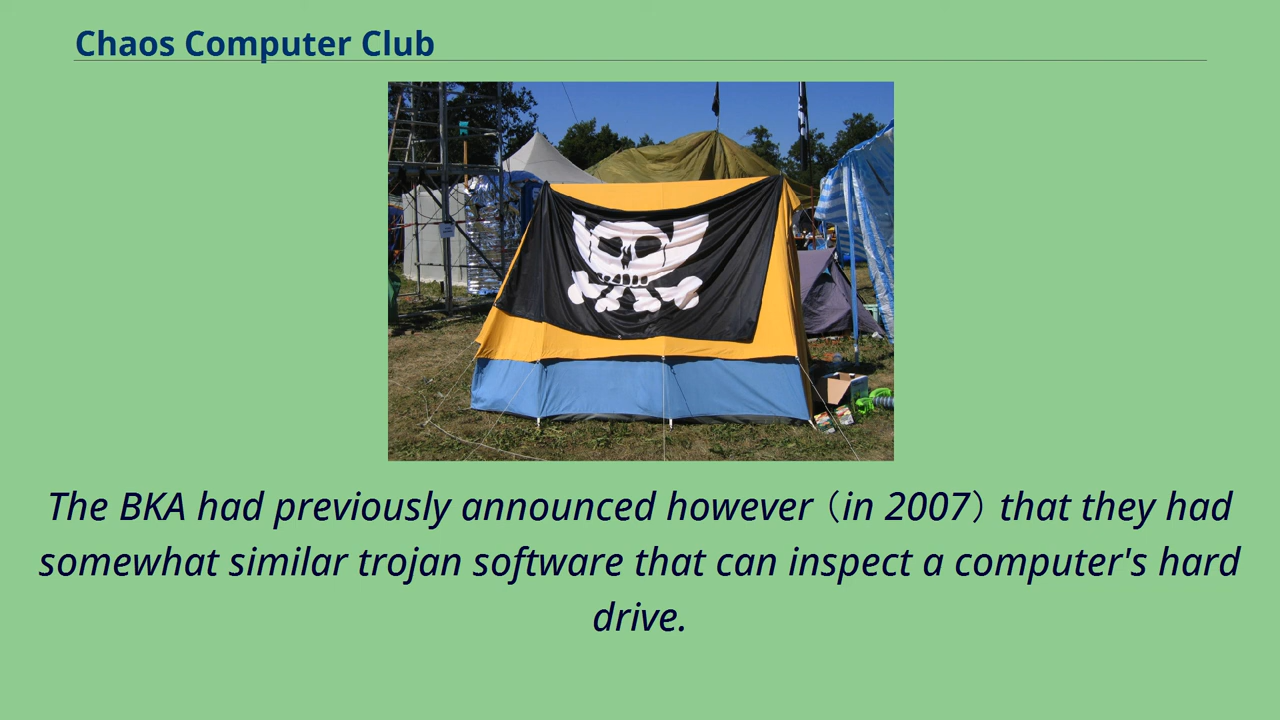 Chaos Computer Club
The BKA had previously announced however（in 2007）that they had
somewhat similar trojan software that can inspect a computer's hard
drive.